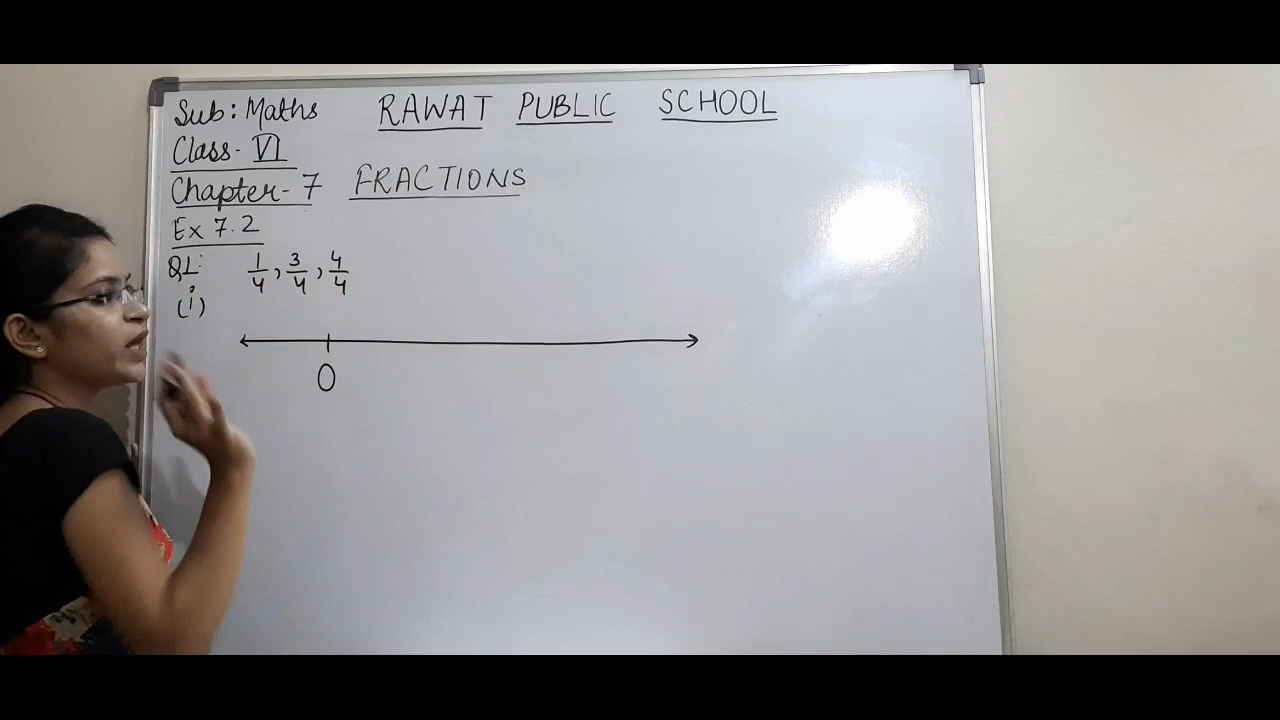 Sub: Maths RAWAT PUBLIC SCHOOL
Class- VI
Chapter-7 FRACTIONS
Ex 7.2
Q1: 1/4, 3/4, 4/4
(i)
0